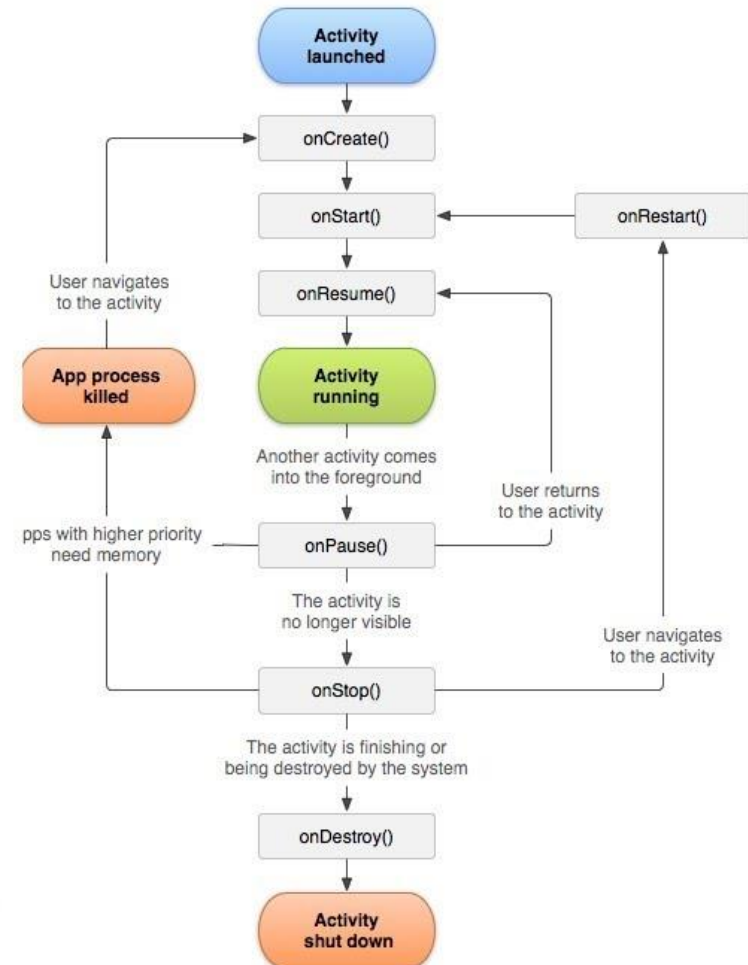 Activity
launched
onCreate()
onStart()
onRestart()
onResume()
User navigates
to the activity
App process
killed
Activity
running
Another activity comes
into the foreground
User returns
to the activity
pps with higher priority
need memory
onPause()
The activity is
no longer visible
User navigates
to the activity
onStop()
The activity is finishing or
being destroyed by the system
onDestroy()
Activity
shut down